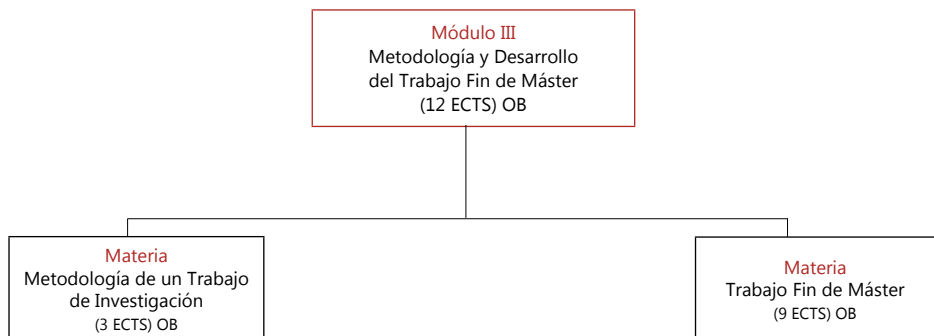 Módulo III
Metodología y Desarrollo
del Trabajo Fin de Máster
(12 ECTS) OB
Materia
Metodología de un Trabajo
de Investigación
(3 ECTS) OB
Materia
Trabajo Fin de Máster
(9 ECTS) OB